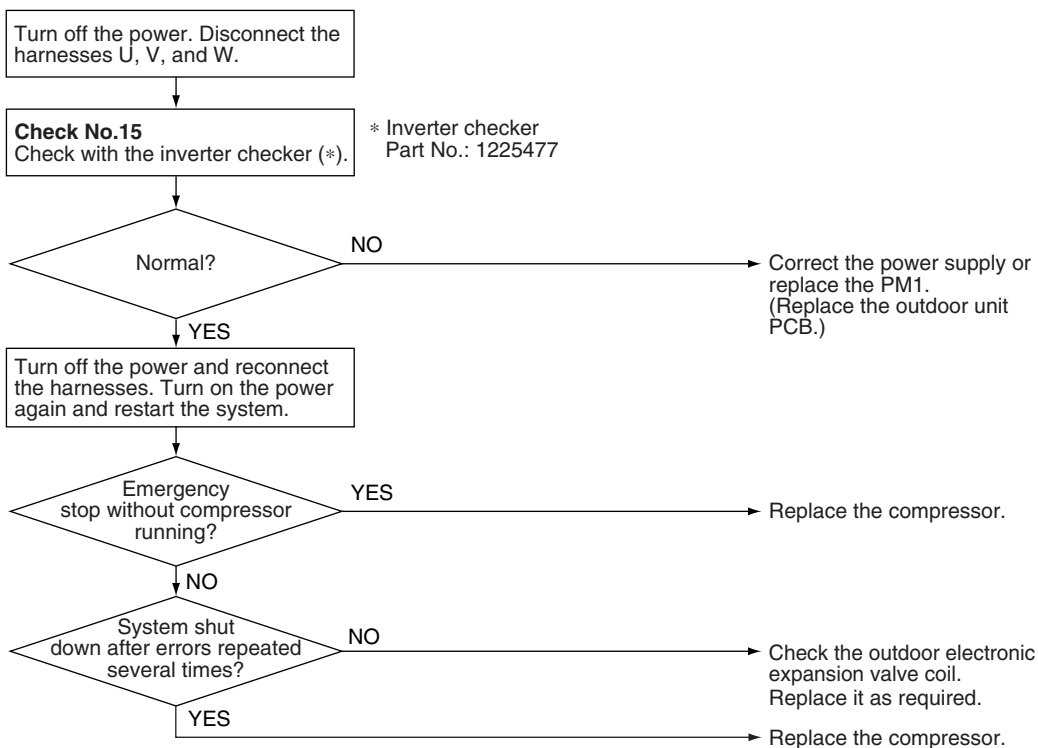 Turn off the power. Disconnect the
harnesses U, V, and W.
Check No.15
Check with the inverter checker (∗).
∗ Inverter checker
Part No.: 1225477
Normal?
NO
Correct the power supply or
replace the PM1.
(Replace the outdoor unit
PCB.)
YES
Turn off the power and reconnect
the harnesses. Turn on the power
again and restart the system.
Emergency
stop without compressor
running?
YES
Replace the compressor.
NO
System shut
down after errors repeated
several times?
NO
Check the outdoor electronic
expansion valve coil.
Replace it as required.
YES
Replace the compressor.